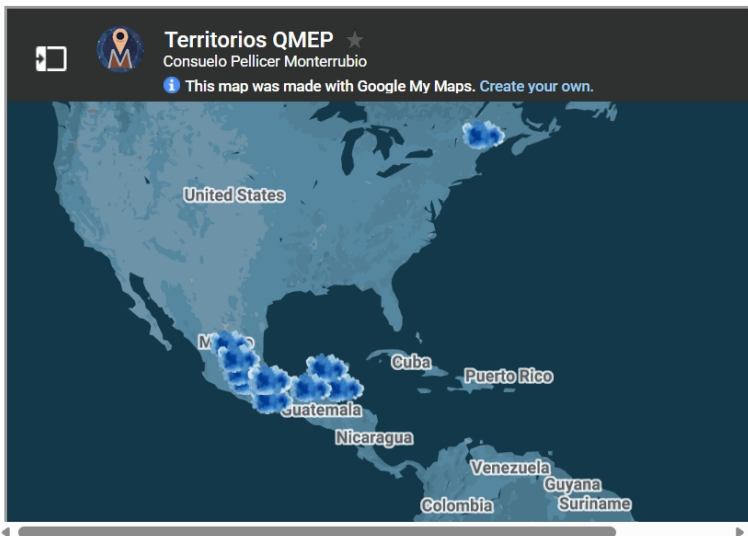 Territorios QMEP
Consuelo Pellicer Monterrubio
This map was made with Google My Maps. Create your own.
United States
Cuba
Puerto Rico
Guatemala
Nicaragua
Venezuela
Guyana
Suriname
Colombia